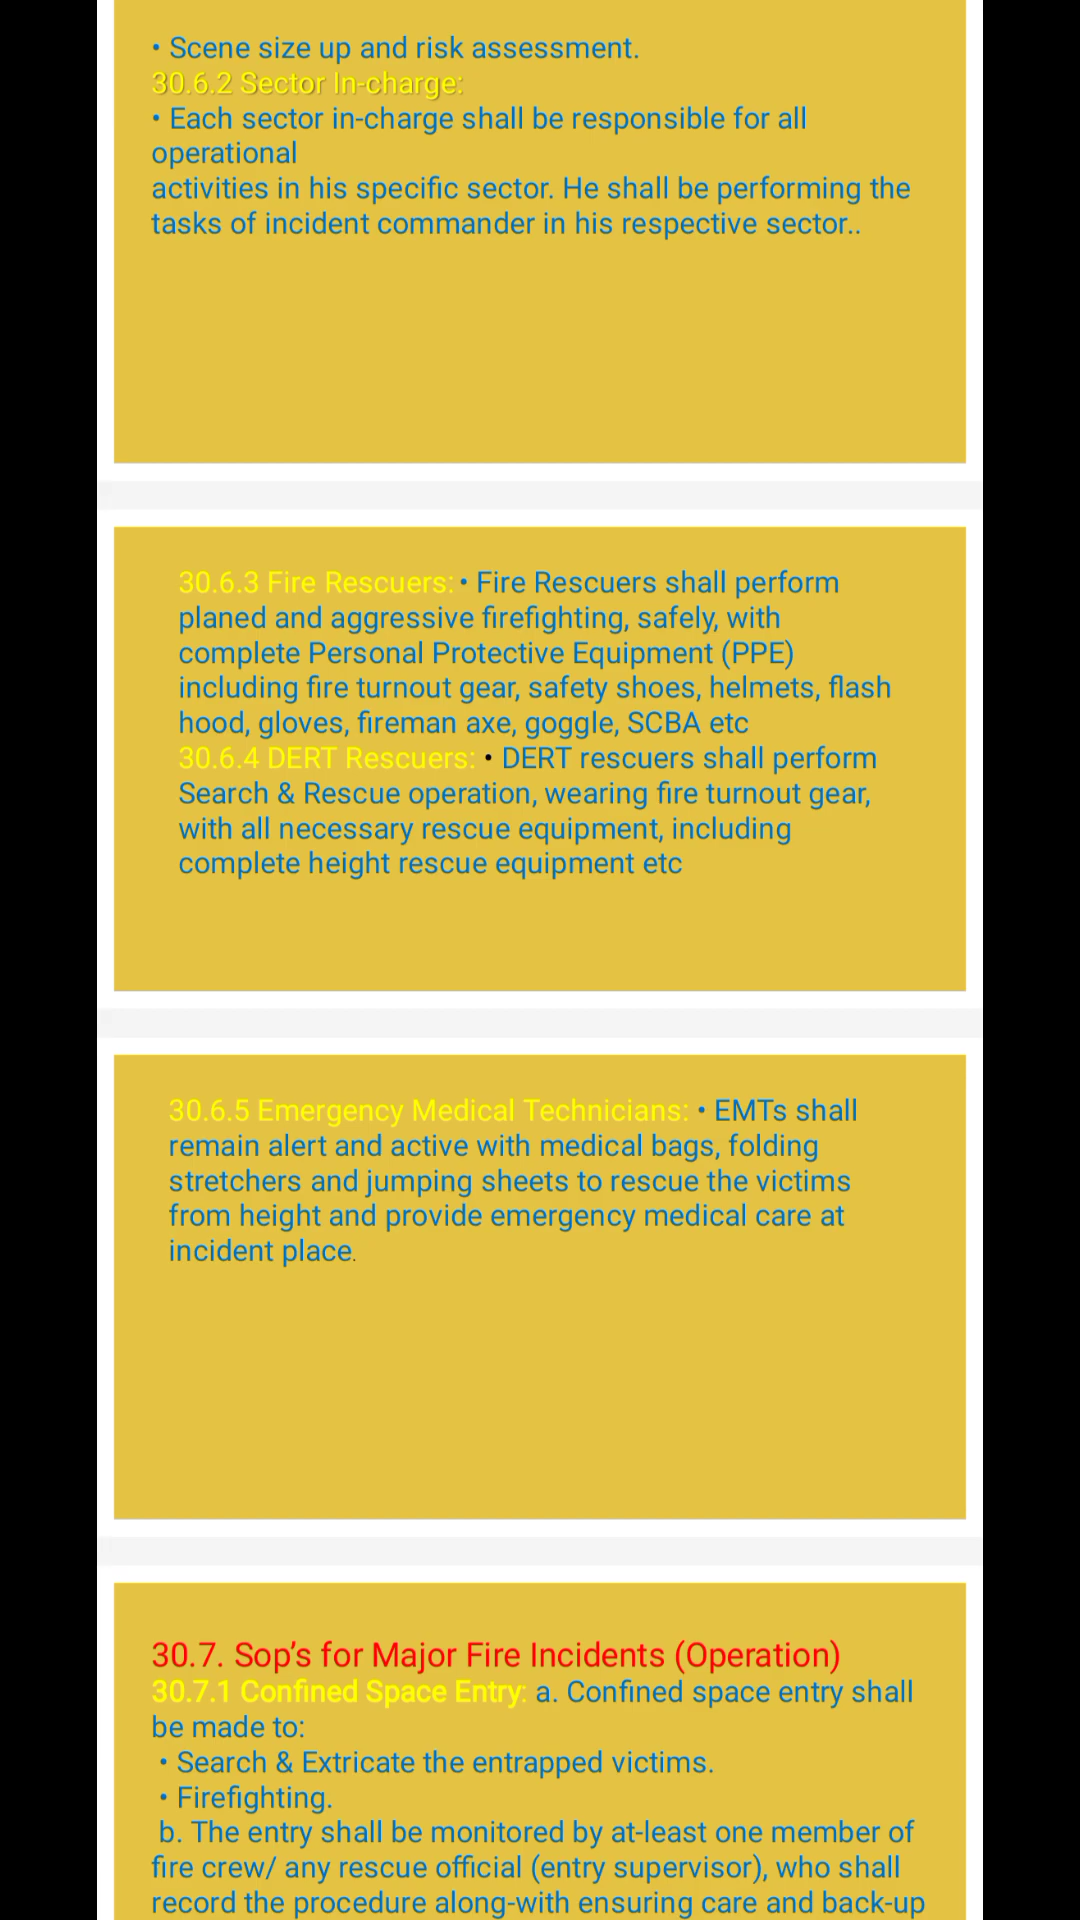 • Scene size up and risk assessment.
30.6.2 Sector In-charge:
• Each sector in-charge shall be responsible for all
operational
activities in his specific sector. He shall be performing the
tasks of incident commander in his respective sector..
30.6.3 Fire Rescuers: • Fire Rescuers shall perform
planed and aggressive firefighting, safely, with
complete Personal Protective Equipment (PPE)
including fire turnout gear, safety shoes, helmets, flash
hood, gloves, fireman axe, goggle, SCBA etc
30.6.4 DERT Rescuers: • DERT rescuers shall perform
Search & Rescue operation, wearing fire turnout gear,
with all necessary rescue equipment, including
complete height rescue equipment etc
30.6.5 Emergency Medical Technicians: • EMTs shall
remain alert and active with medical bags, folding
stretchers and jumping sheets to rescue the victims
from height and provide emergency medical care at
incident place.
30.7. Sop’s for Major Fire Incidents (Operation)
30.7.1 Confined Space Entry: a. Confined space entry shall
be made to:
• Search & Extricate the entrapped victims.
• Firefighting.
b. The entry shall be monitored by at-least one member of
fire crew/ any rescue official (entry supervisor), who shall
record the procedure along-with ensuring care and back-up